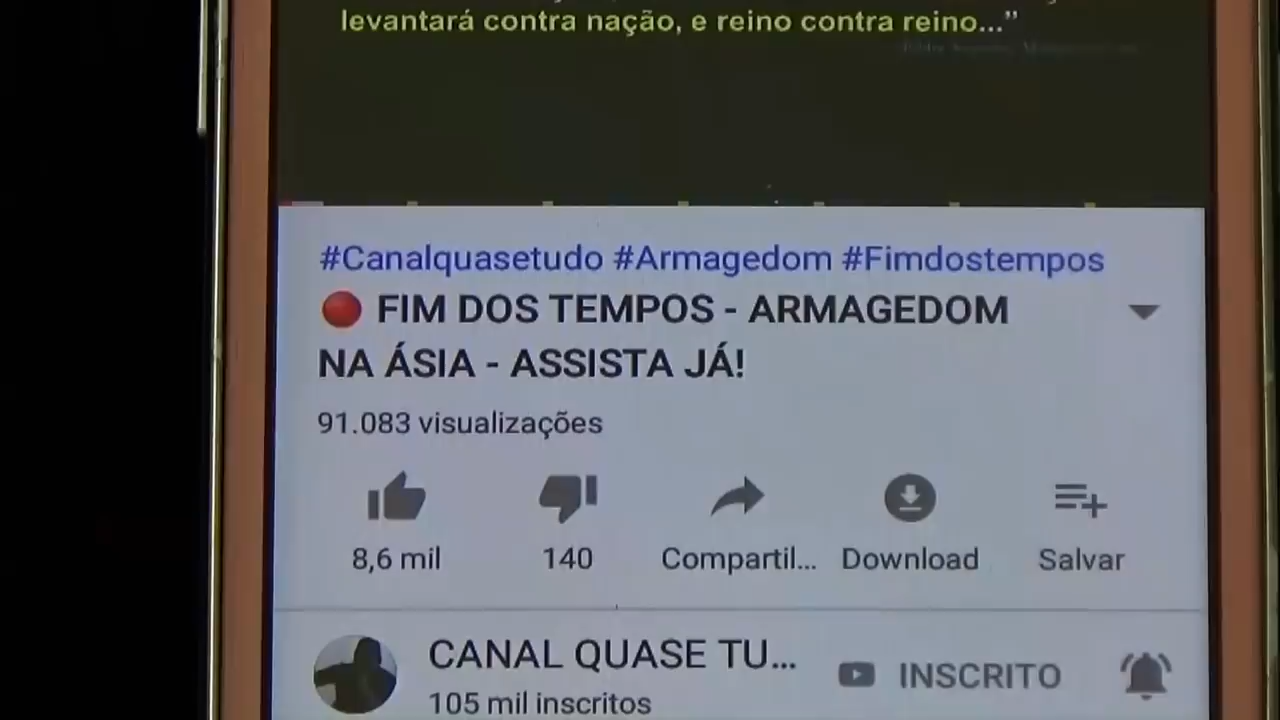 levantará contra nação, e reino contra reino..."
#Canalquasetudo #Armagedom #Fimdostempos
FIM DOS TEMPOS - ARMAGEDOM
NA ÁSIA - ASSISTA JÁ!
91.083 visualizações
8,6 mil
140
Compartil...
Download
Salvar
CANAL QUASE TU...
105 mil inscritos
INSCRITO